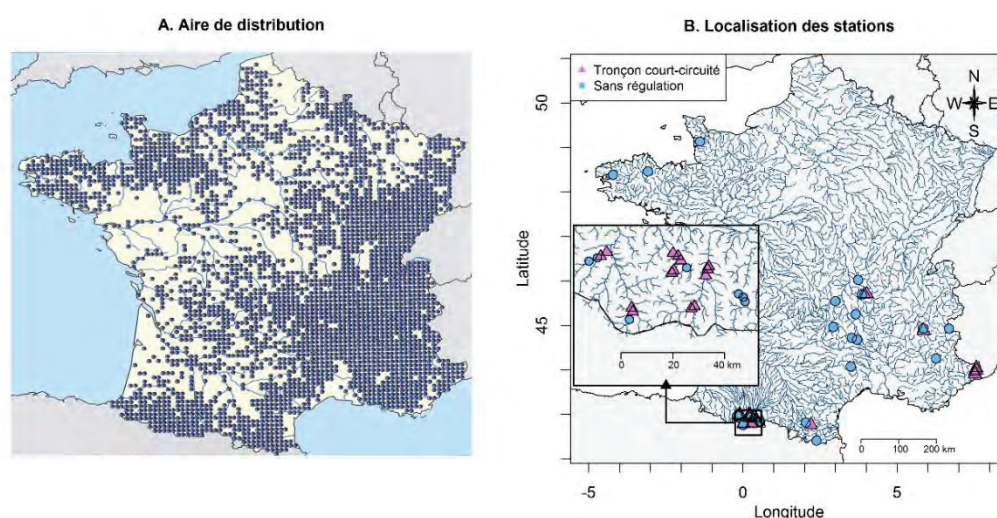 A. Aire de distribution
B. Localisation des stations
Tronçon court-circuité
Sans régulation
N
W E
S
50
45
Latitude
0 20 40 km
0 100 200 km
-5 0 5
Longitude